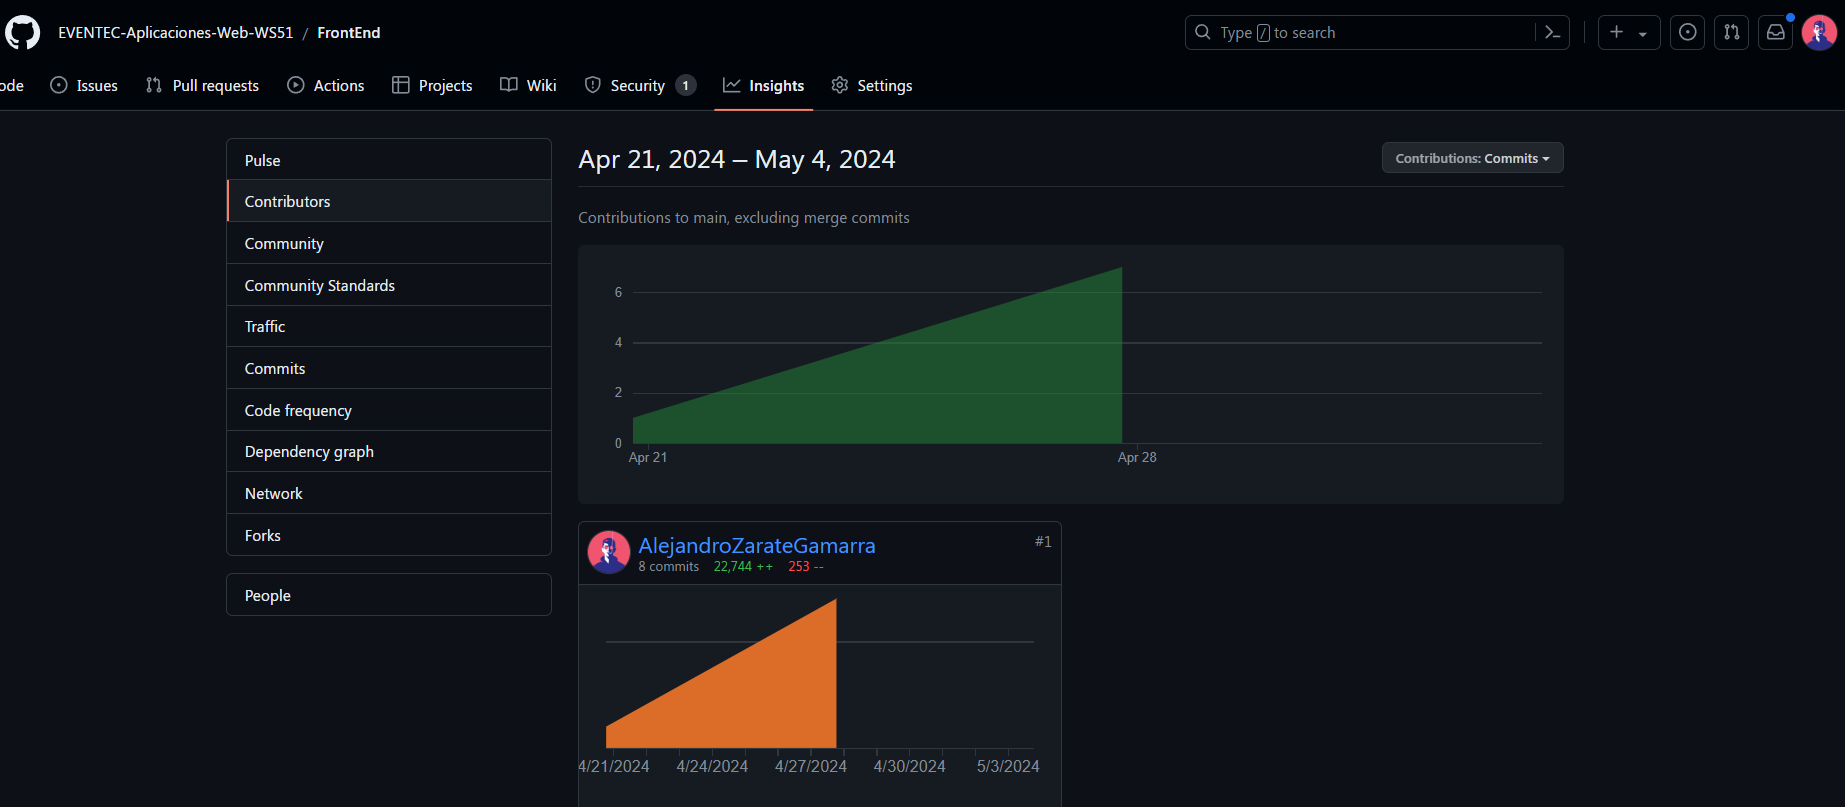 EVENTEC-Aplicaciones-Web-WS51 / FrontEnd
Type / to search
ode Issues Pull requests Actions Projects Wiki Security 1 Insights Settings
Pulse
Contributors
Community
Community Standards
Traffic
Commits
Code frequency
Dependency graph
Network
Forks
People
Apr 21, 2024 – May 4, 2024
Contributions: Commits
Contributions to main, excluding merge commits
6
4
2
0
Apr 21 Apr 28
AlejandroZarateGamarra #1
8 commits 22,744 ++ 253 --
4/21/2024 4/24/2024 4/27/2024 4/30/2024 5/3/2024